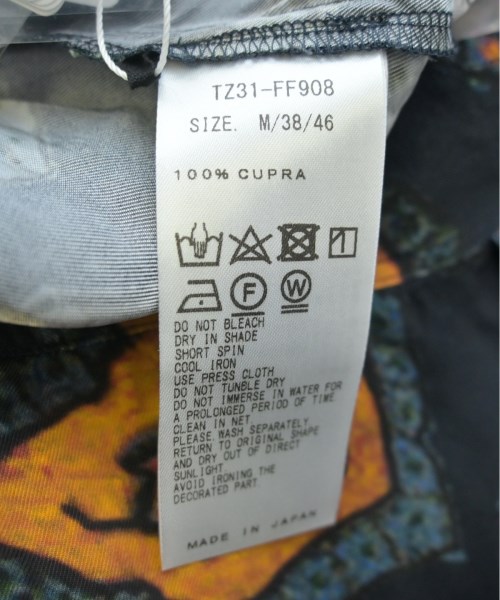 TZ31-FF908
SIZE. M/38/46
100% CUPRA
F W
DO NOT BLEACH
DRY IN SHADE
SHORT SPIN
COOL IRON
USE PRESS CLOTH
DO NOT TUNBLE DRY
DO NOT IMMERSE IN WATER FOR
A PROLONGED PERIOD OF TIME.
CLEAN IN NET
PLEASE WASH SEPARATELY
RETURN TO ORIGINAL SHAPE
AND DRY OUT OF DIRECT
SUNLIGHT
AVOID IRONING THE
DECORATED PART.
MADE IN JAPAN